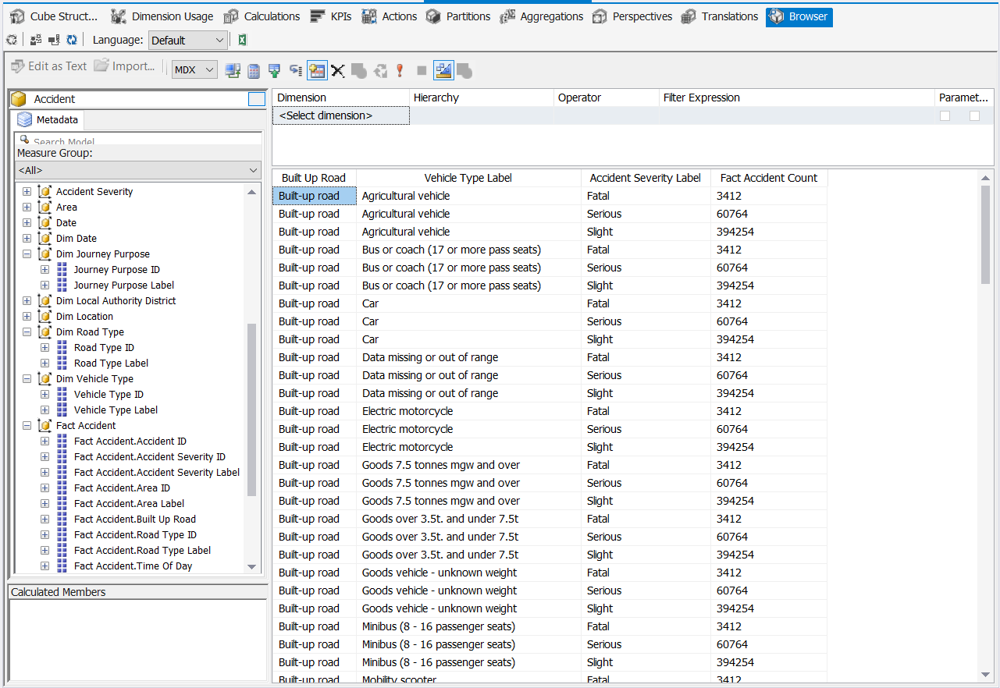 Cube Struct... Dimension Usage Calculations KPIs Actions Partitions Aggregations Perspectives Translations Browser
Language: Default
Edit as Text Import... MDX
Accident
Metadata
Search Model
Measure Group:
<All>
Accident Severity
Area
Date
Dim Date
Dim Journey Purpose
Journey Purpose ID
Journey Purpose Label
Dim Local Authority District
Dim Location
Dim Road Type
Road Type ID
Road Type Label
Dim Vehicle Type
Vehicle Type ID
Vehicle Type Label
Fact Accident
Fact Accident.Accident ID
Fact Accident.Accident Severity ID
Fact Accident.Accident Severity Label
Fact Accident.Area ID
Fact Accident.Area Label
Fact Accident.Built Up Road
Fact Accident.Road Type ID
Fact Accident.Road Type Label
Fact Accident.Time Of Day
Calculated Members
Dimension Hierarchy Operator Filter Expression Paramet...
<Select dimension>
Built Up Road Vehicle Type Label Accident Severity Label Fact Accident Count
Built-up road Agricultural vehicle Fatal 3412
Built-up road Agricultural vehicle Serious 60764
Built-up road Agricultural vehicle Slight 394254
Built-up road Bus or coach (17 or more pass seats) Fatal 3412
Built-up road Bus or coach (17 or more pass seats) Serious 60764
Built-up road Bus or coach (17 or more pass seats) Slight 394254
Built-up road Car Fatal 3412
Built-up road Car Serious 60764
Built-up road Car Slight 394254
Built-up road Data missing or out of range Fatal 3412
Built-up road Data missing or out of range Serious 60764
Built-up road Data missing or out of range Slight 394254
Built-up road Electric motorcycle Fatal 3412
Built-up road Electric motorcycle Serious 60764
Built-up road Electric motorcycle Slight 394254
Built-up road Goods 7.5 tonnes mgw and over Fatal 3412
Built-up road Goods 7.5 tonnes mgw and over Serious 60764
Built-up road Goods 7.5 tonnes mgw and over Slight 394254
Built-up road Goods over 3.5t. and under 7.5t Fatal 3412
Built-up road Goods over 3.5t. and under 7.5t Serious 60764
Built-up road Goods over 3.5t. and under 7.5t Slight 394254
Built-up road Goods vehicle - unknown weight Fatal 3412
Built-up road Goods vehicle - unknown weight Serious 60764
Built-up road Goods vehicle - unknown weight Slight 394254
Built-up road Minibus (8 - 16 passenger seats) Fatal 3412
Built-up road Minibus (8 - 16 passenger seats) Serious 60764
Built-up road Minibus (8 - 16 passenger seats) Slight 394254
Built-up road Mobility scooter Fatal 3412